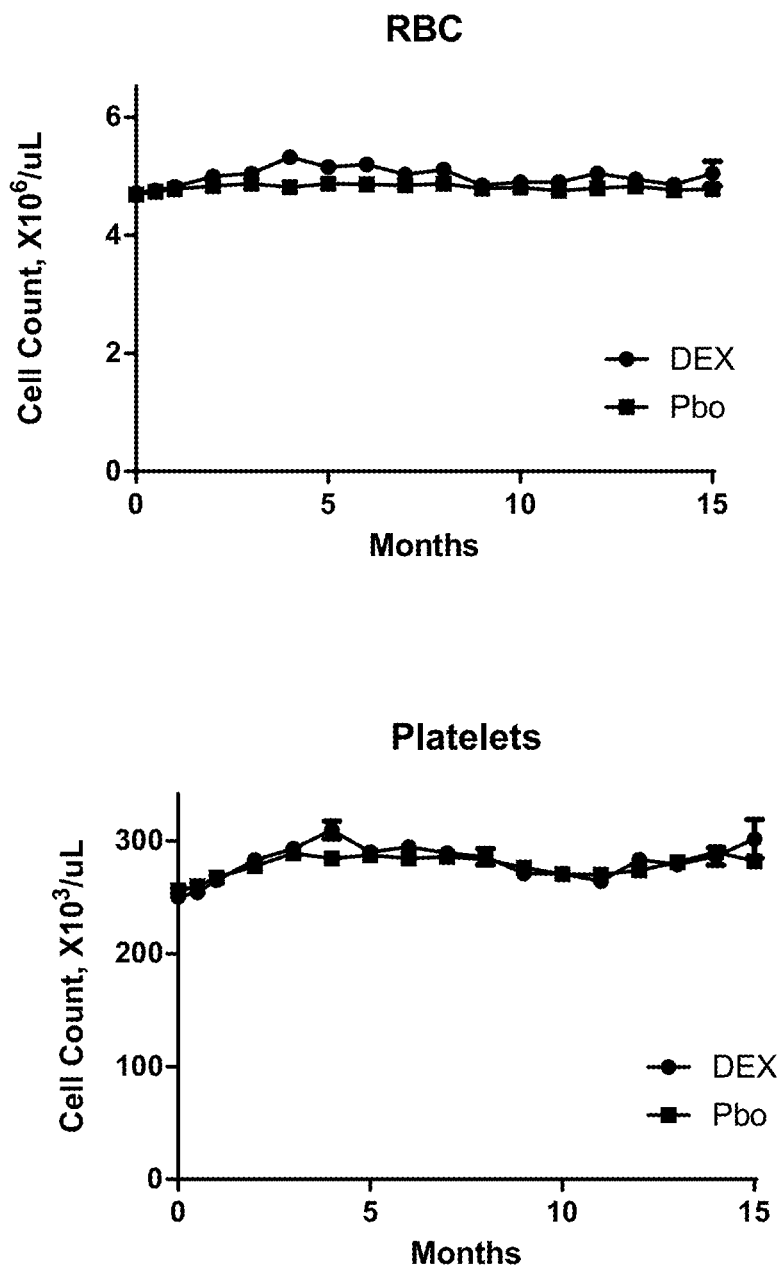 RBC
Cell Count, X10⁶/uL
6
4
2
0
DEX
Pbo
0 5 10 15
Months
Platelets
Cell Count, X10³/uL
300
200
100
0
DEX
Pbo
0 5 10 15
Months